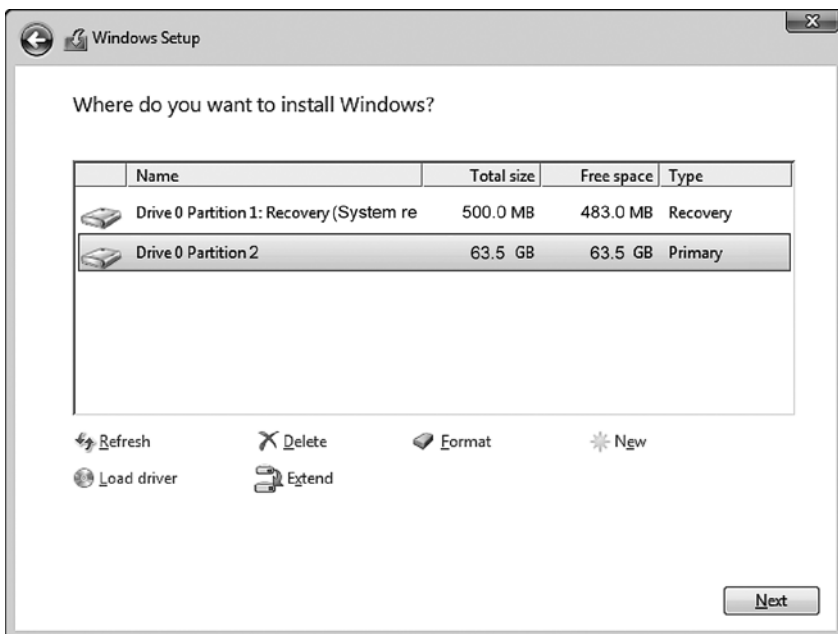 Windows Setup
Where do you want to install Windows?
Name Total size Free space Type
Drive 0 Partition 1: Recovery (System re 500.0 MB 483.0 MB Recovery
Drive 0 Partition 2 63.5 GB 63.5 GB Primary
Refresh Delete Format New
Load driver Extend
Next